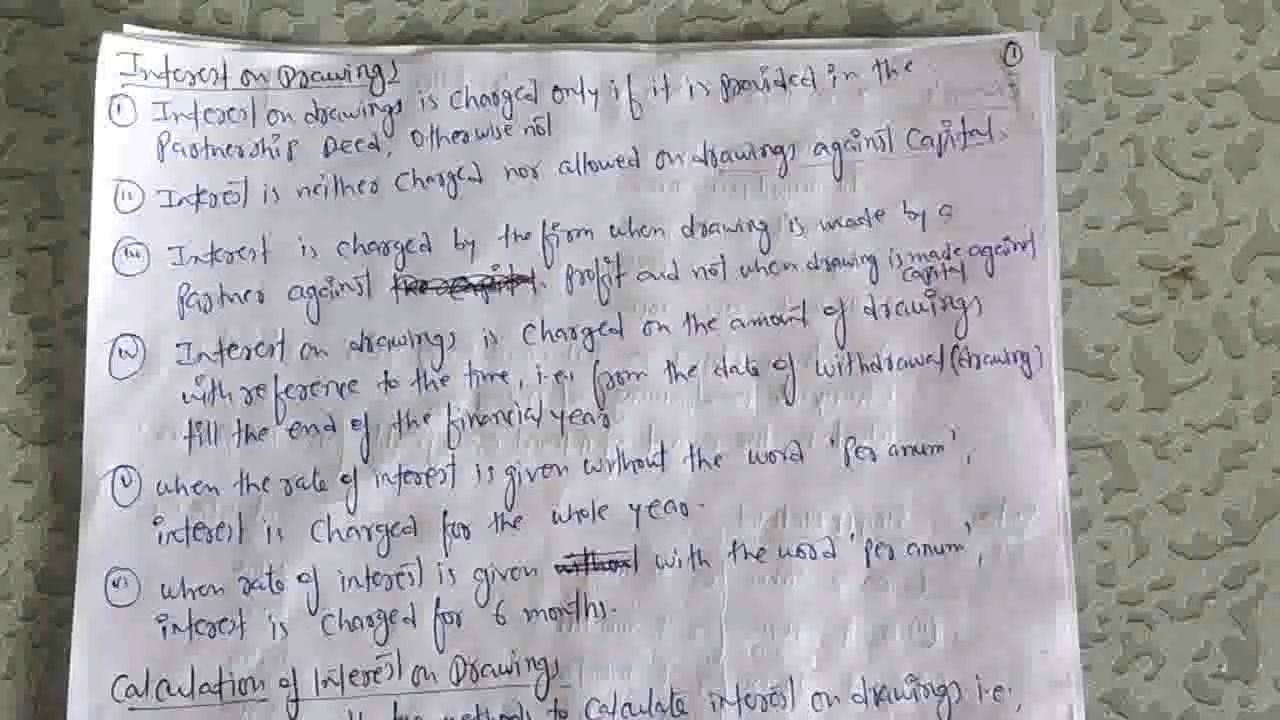 Interest on Drawings
①
(i) Interest on drawings is charged only if it is provided in the
Partnership Deed, Otherwise not
(ii) Interest is neither charged nor allowed on drawings against Capital.
(iii) Interest is charged by the firm when drawing is made by a
Partner against profit and not when drawing is made against
capital
(iv) Interest on drawings is charged on the amount of drawings
with reference to the time, i.e., from the date of withdrawal (drawing)
till the end of the financial year
(v) when the rate of interest is given without the word 'Per anum',
interest is charged for the whole year.
(vi) when rate of interest is given with the word 'per anum',
interest is charged for 6 months.
Calculation of Interest on Drawings
two methods to calculate interest on drawings i.e.,